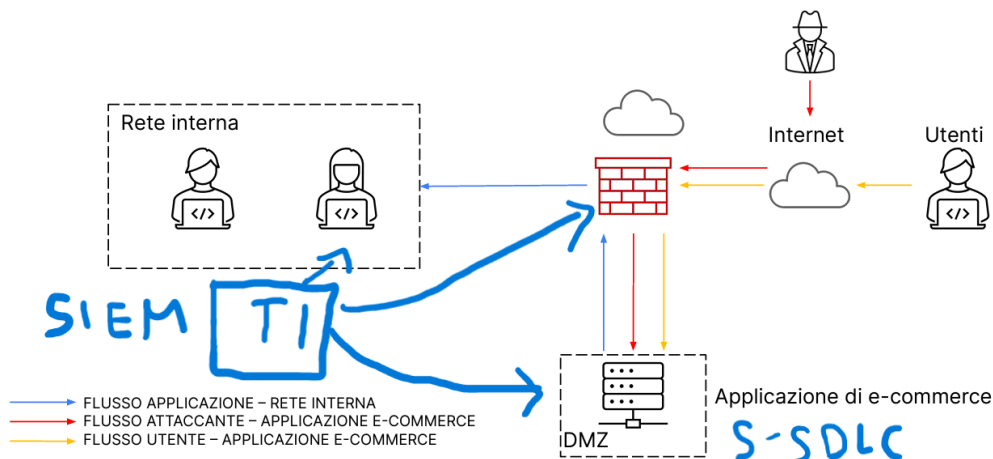 Internet
Utenti
Rete interna
</>
</>
</>
SIEM
TI
FLUSSO APPLICAZIONE – RETE INTERNA
FLUSSO ATTACCANTE – APPLICAZIONE E-COMMERCE
FLUSSO UTENTE – APPLICAZIONE E-COMMERCE
DMZ
Applicazione di e-commerce
S-SDLC